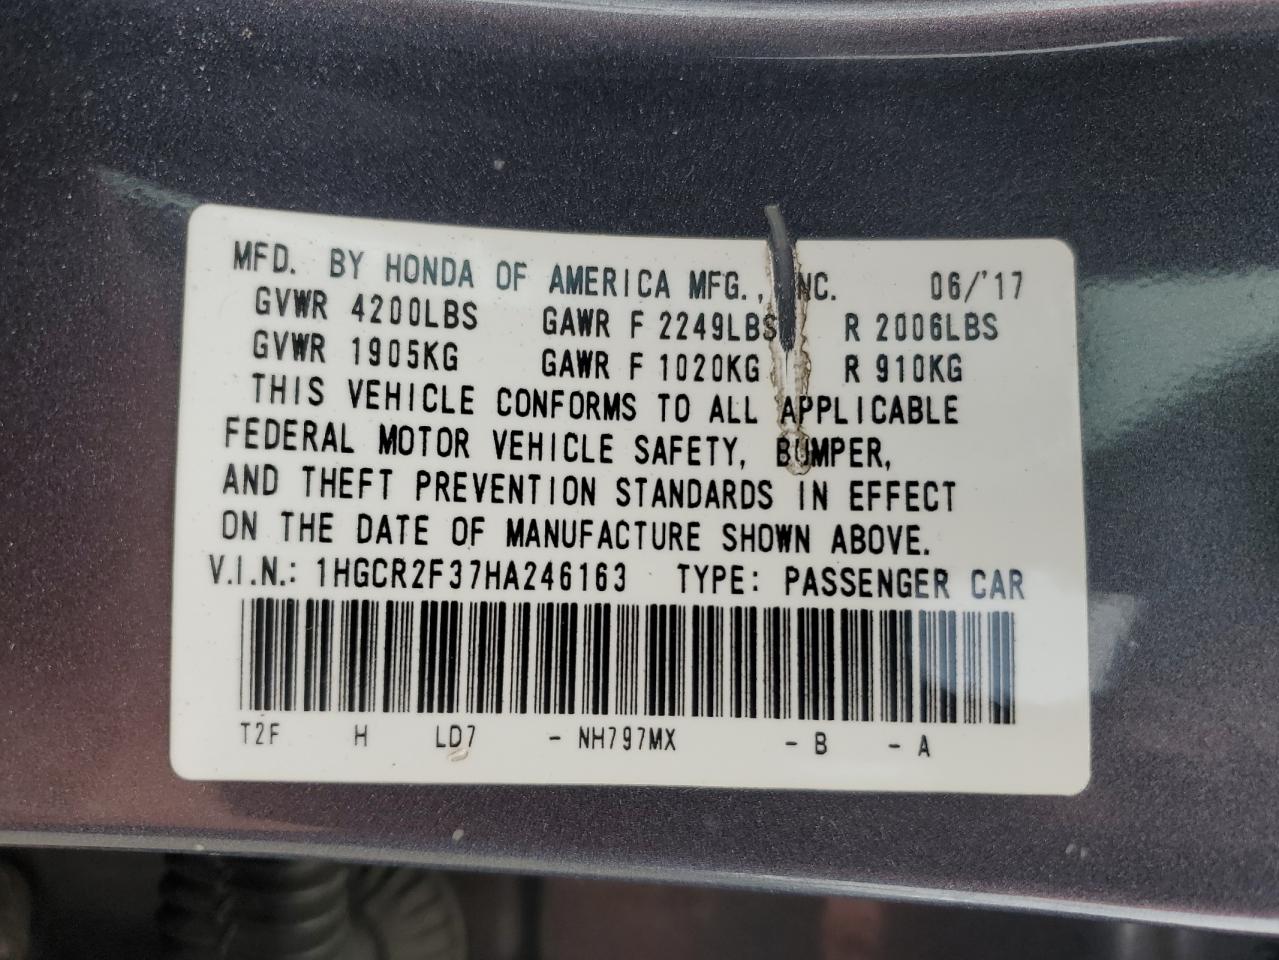 MFD. BY HONDA OF AMERICA MFG., INC. 06/'17
GVWR 4200LBS GAWR F 2249LBS R 2006LBS
GVWR 1905KG GAWR F 1020KG R 910KG
THIS VEHICLE CONFORMS TO ALL APPLICABLE
FEDERAL MOTOR VEHICLE SAFETY, BUMPER,
AND THEFT PREVENTION STANDARDS IN EFFECT
ON THE DATE OF MANUFACTURE SHOWN ABOVE.
V.I.N.: 1HGCR2F37HA246163 TYPE: PASSENGER CAR
T2F H LD7 - NH797MX - B - A